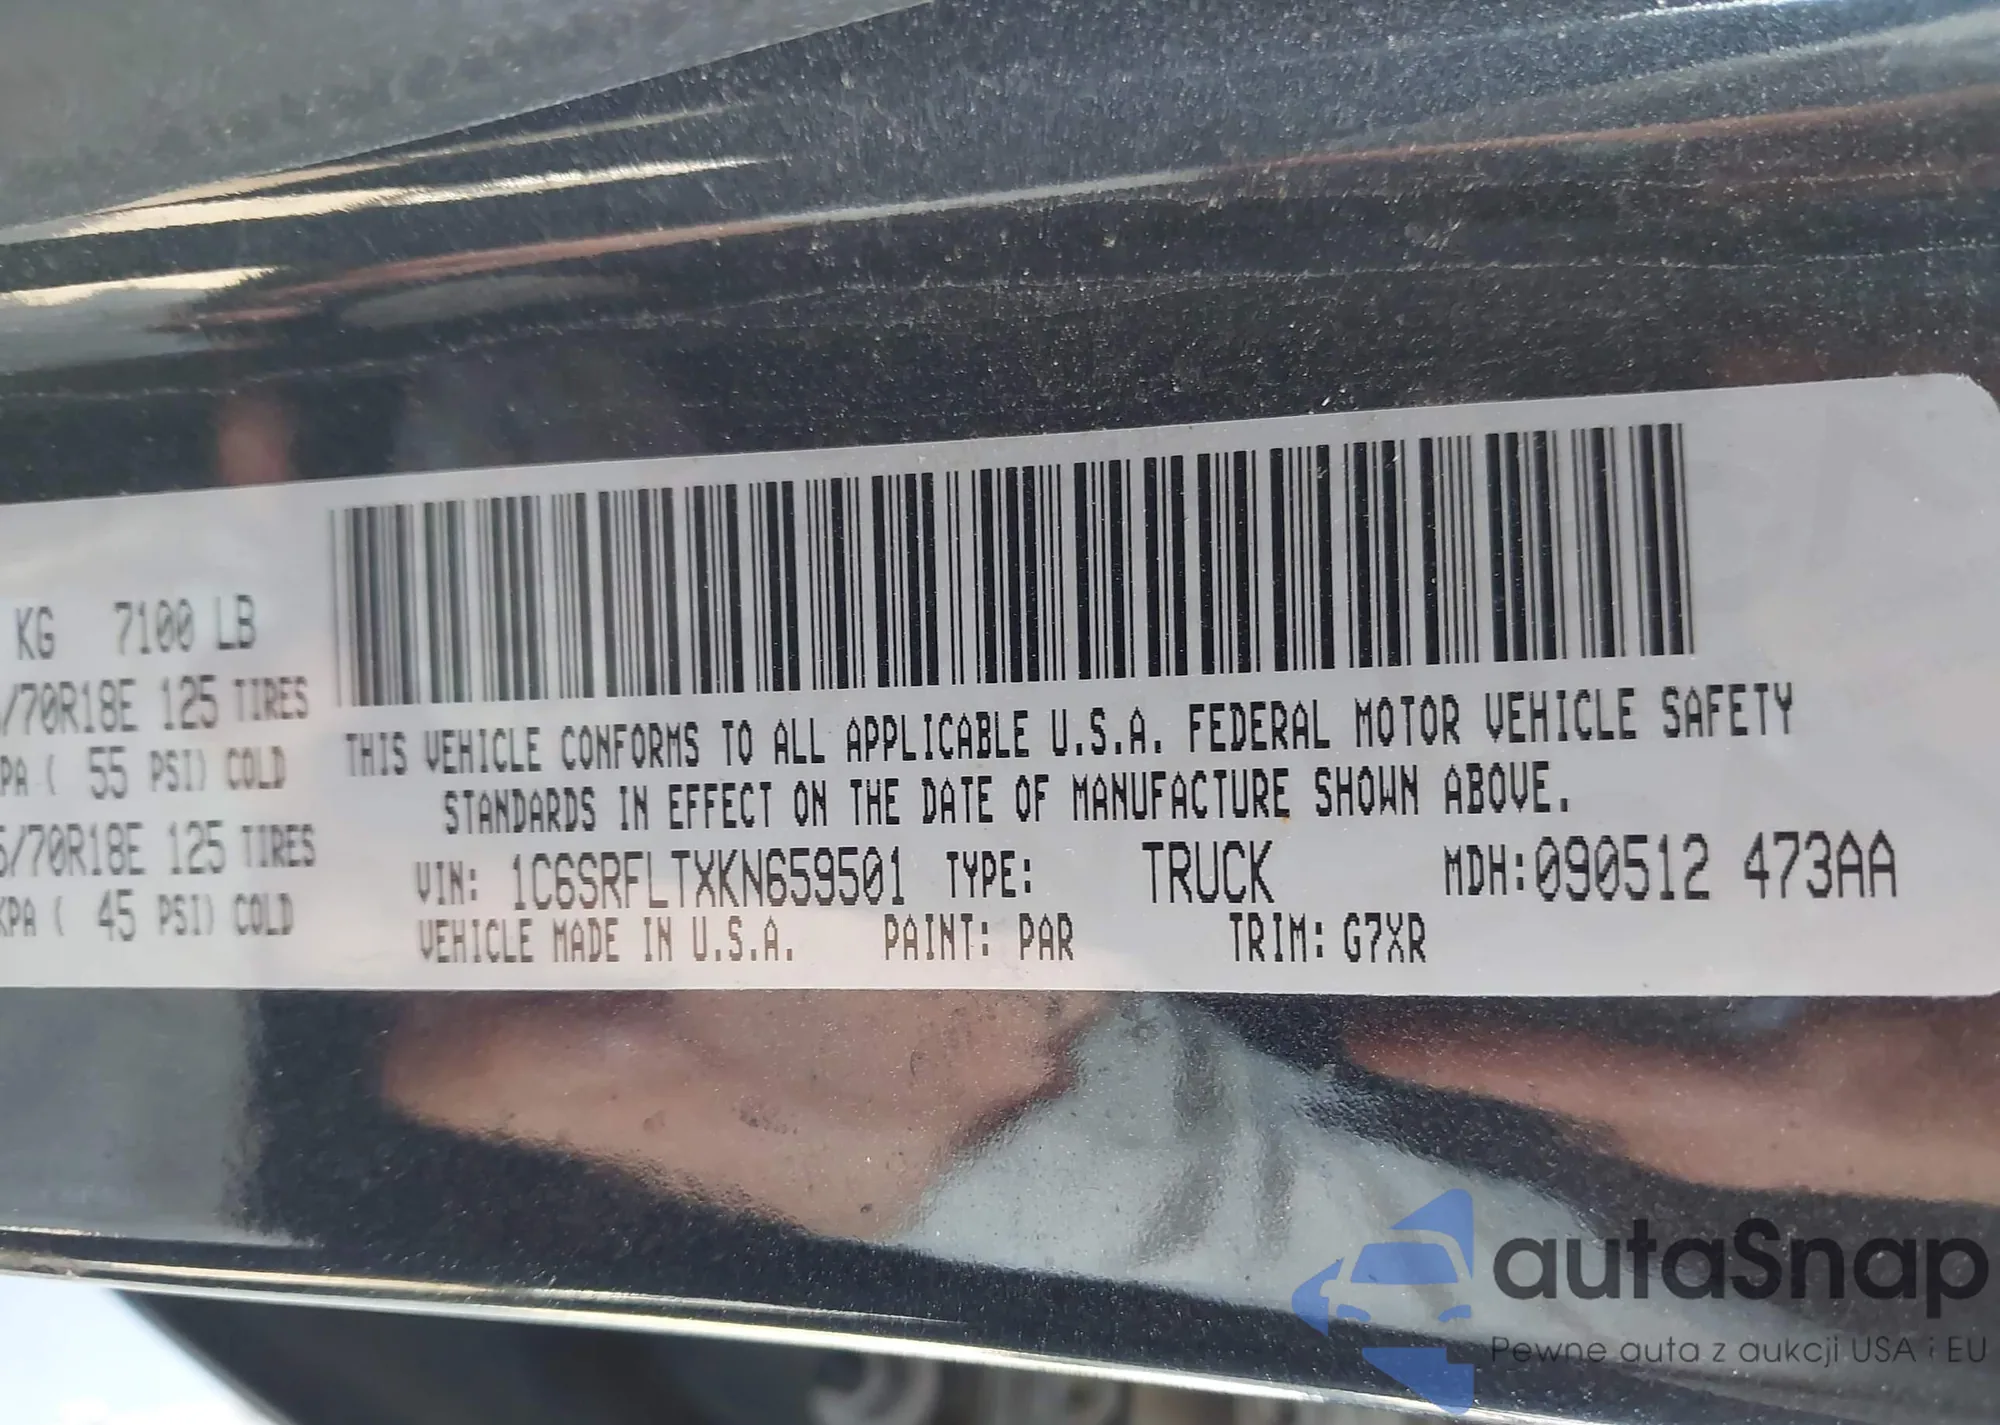 KG 7100 LB
/70R18E 125 TIRES
PA ( 55 PSI) COLD
5/70R18E 125 TIRES
KPA ( 45 PSI) COLD
THIS VEHICLE CONFORMS TO ALL APPLICABLE U.S.A. FEDERAL MOTOR VEHICLE SAFETY
STANDARDS IN EFFECT ON THE DATE OF MANUFACTURE SHOWN ABOVE.
VIN: 1C6SRFLTXKN659501 TYPE: TRUCK MDH:090512 473AA
VEHICLE MADE IN U.S.A. PAINT: PAR TRIM: G7XR
autaSnap
Pewne auta z aukcji USA i EU